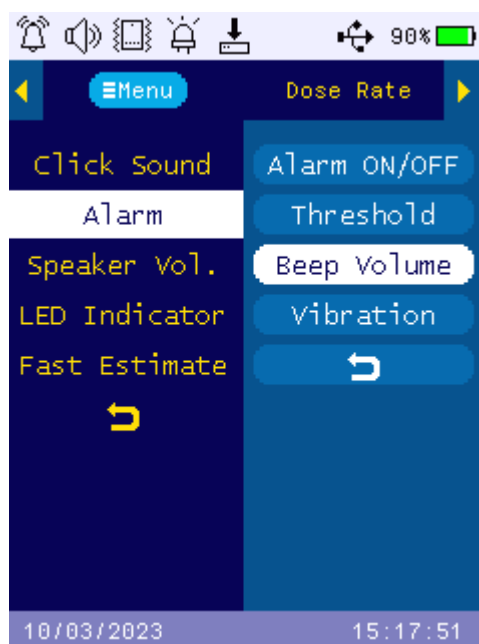 90%
≡Menu
Dose Rate
Click Sound
Alarm
Speaker Vol.
LED Indicator
Fast Estimate
Alarm ON/OFF
Threshold
Beep Volume
Vibration
10/03/2023
15:17:51